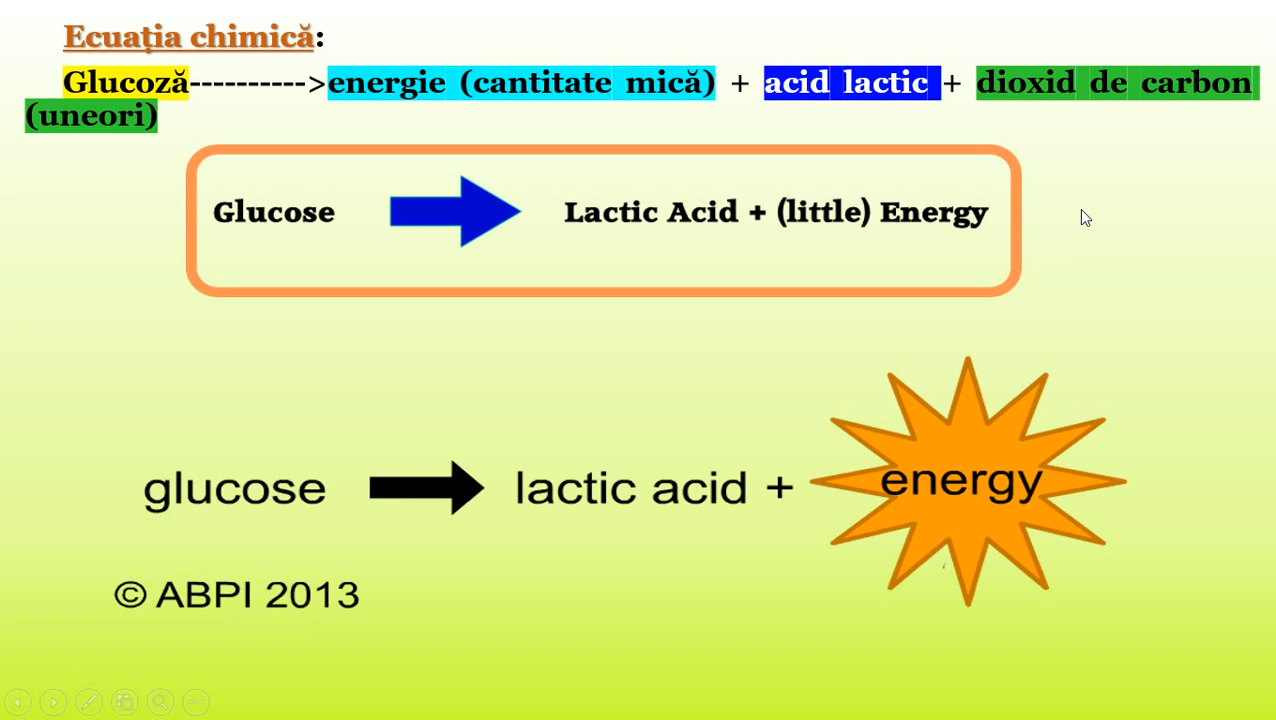 Ecuația chimică:
Glucoză---------->energie (cantitate mică) + acid lactic + dioxid de carbon
(uneori)
Glucose Lactic Acid + (little) Energy
glucose lactic acid + energy
© ABPI 2013